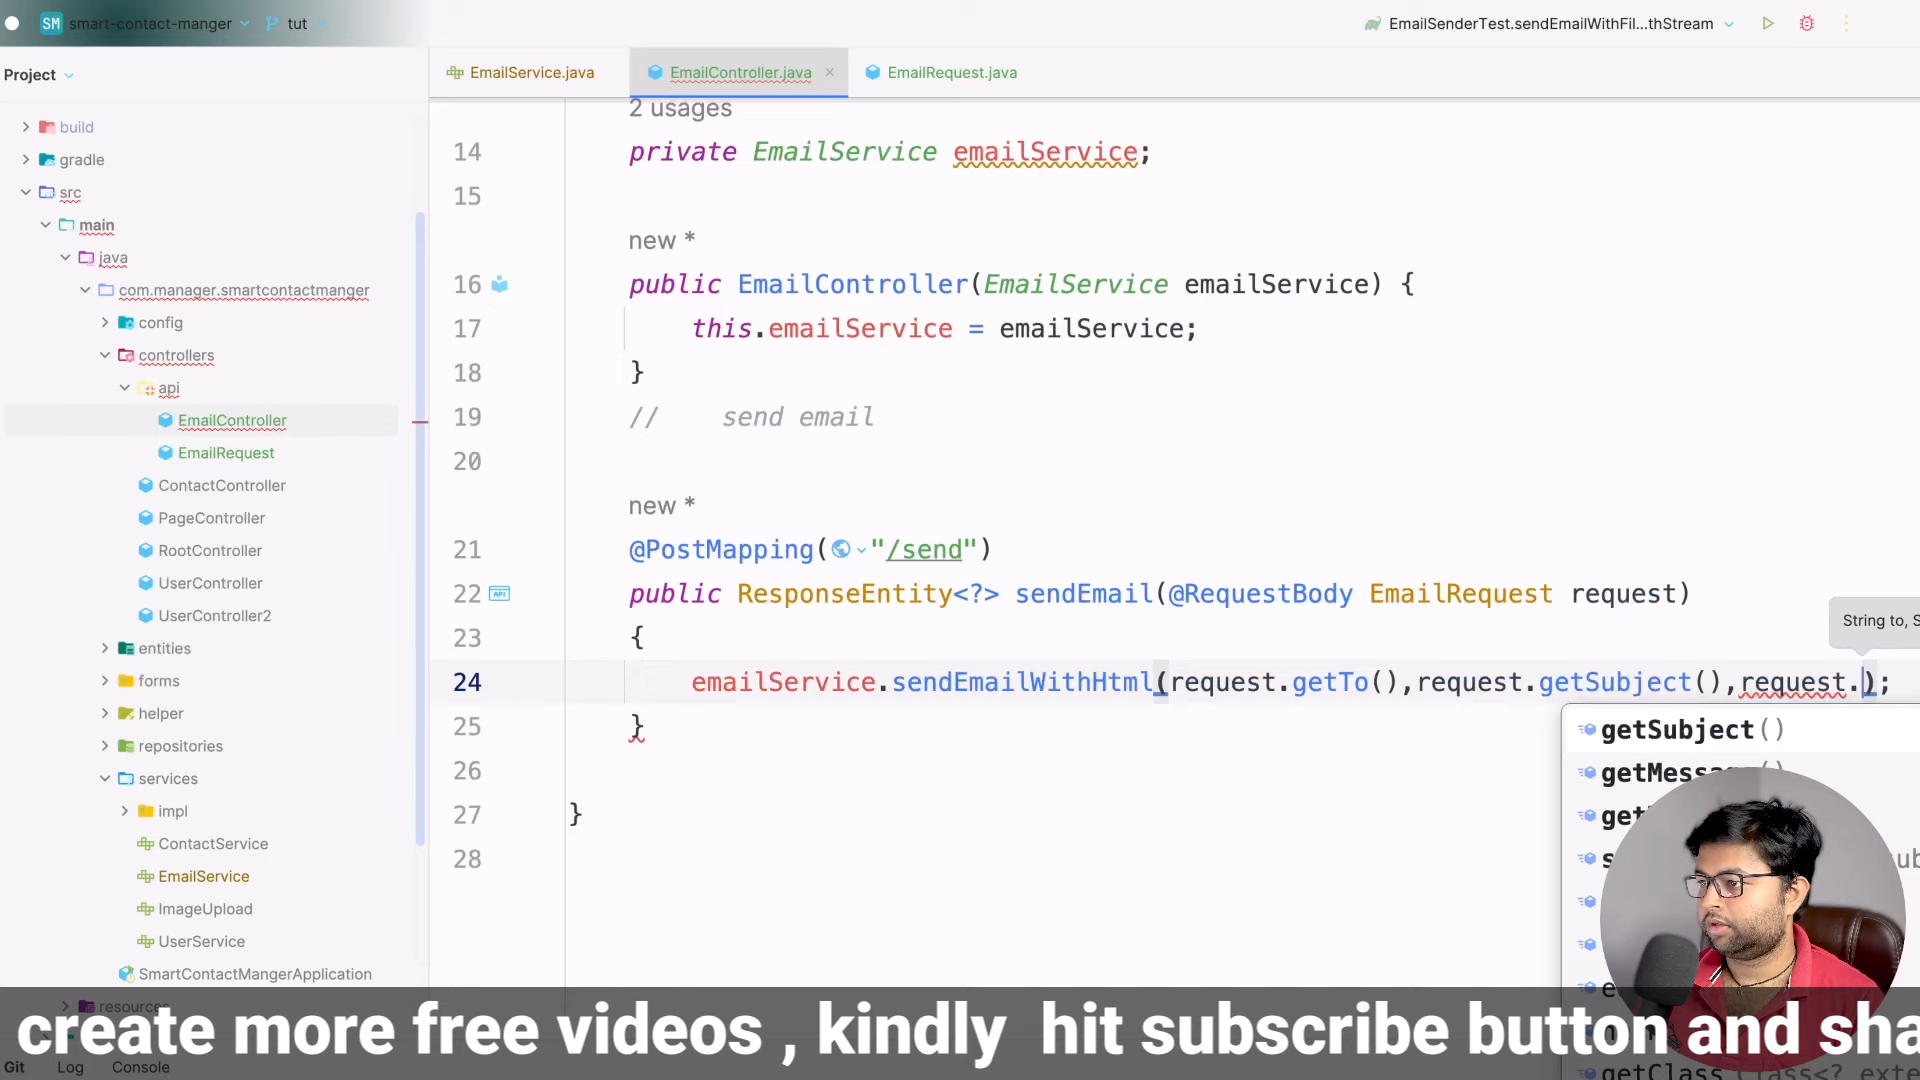 SM smart-contact-manger tut EmailSenderTest.sendEmailWithFil...thStream
Project
EmailService.java EmailController.java × EmailRequest.java
build
gradle
src
main
java
com.manager.smartcontactmanger
config
controllers
api
EmailController
EmailRequest
ContactController
PageController
RootController
UserController
UserController2
entities
forms
helper
repositories
services
impl
ContactService
EmailService
ImageUpload
UserService
SmartContactMangerApplication
2 usages
14 private EmailService emailService;
15
new *
16 public EmailController(EmailService emailService) {
17 this.emailService = emailService;
18 }
19 // send email
20
new *
21 @PostMapping("/send")
22 API public ResponseEntity<?> sendEmail(@RequestBody EmailRequest request)
23 {
String to, S
24 emailService.sendEmailWithHtml(request.getTo(),request.getSubject(),request.);
25 }
26
27 }
28
getSubject()
create more free videos , kindly hit subscribe button and sha
Git Log Console